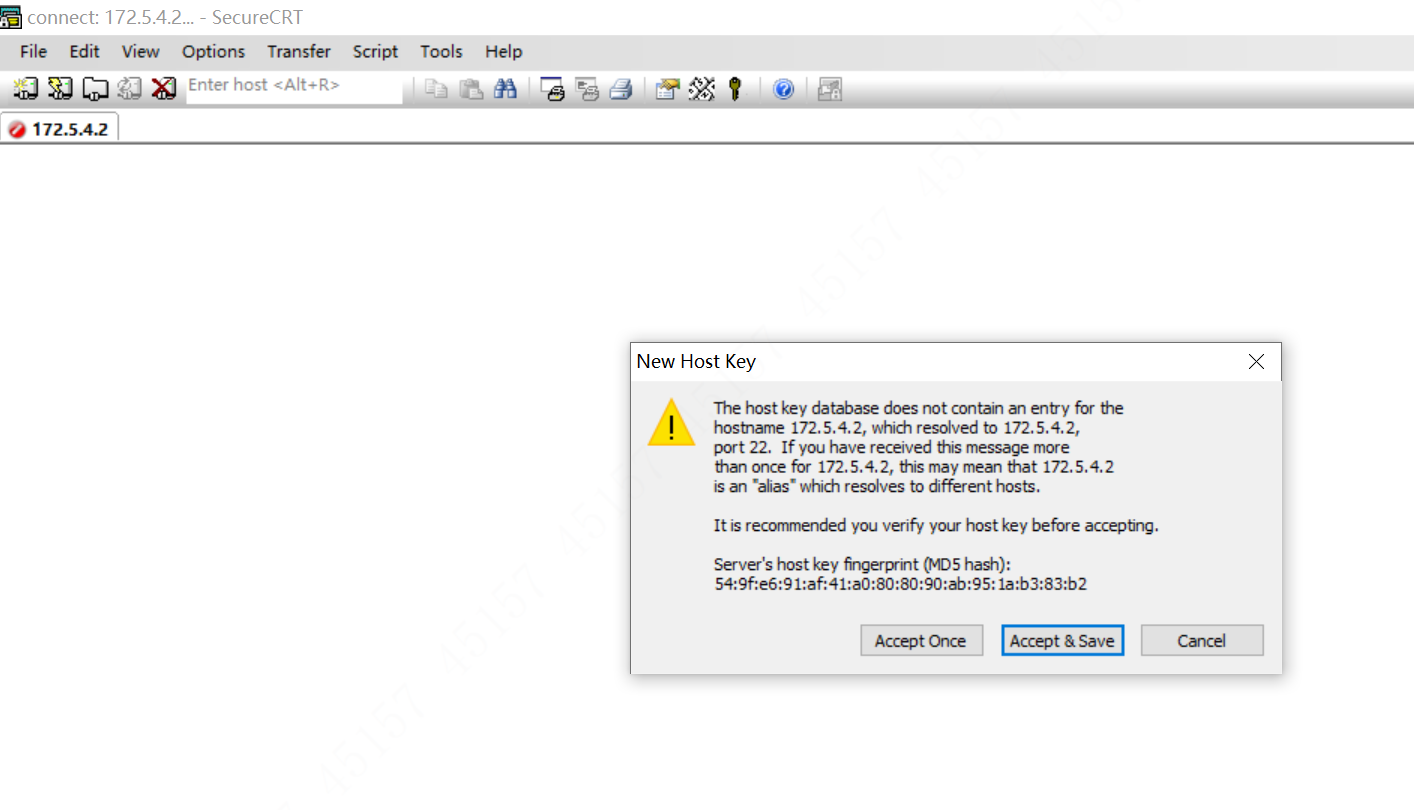 connect: 172.5.4.2... - SecureCRT
File Edit View Options Transfer Script Tools Help
Enter host <Alt+R>
172.5.4.2
New Host Key
The host key database does not contain an entry for the
hostname 172.5.4.2, which resolved to 172.5.4.2,
port 22. If you have received this message more
than once for 172.5.4.2, this may mean that 172.5.4.2
is an "alias" which resolves to different hosts.
It is recommended you verify your host key before accepting.
Server's host key fingerprint (MD5 hash):
54:9f:e6:91:af:41:a0:80:80:90:ab:95:1a:b3:83:b2
Accept Once Accept & Save Cancel
45157 45157 45157 45157 45157 45157